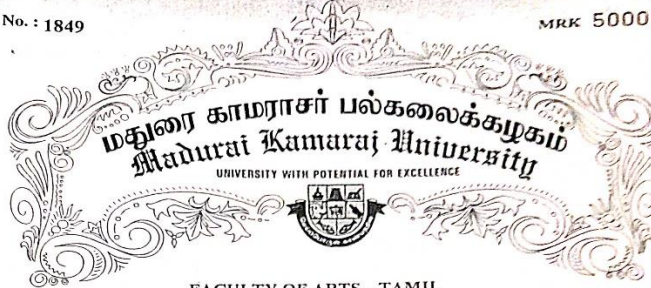 No. : 1849
MRK 5000
மதுரை காமராசர் பல்கலைக்கழகம்
Madurai Kamaraj University
UNIVERSITY WITH POTENTIAL FOR EXCELLENCE
FACULTY OF ARTS - TAMIL